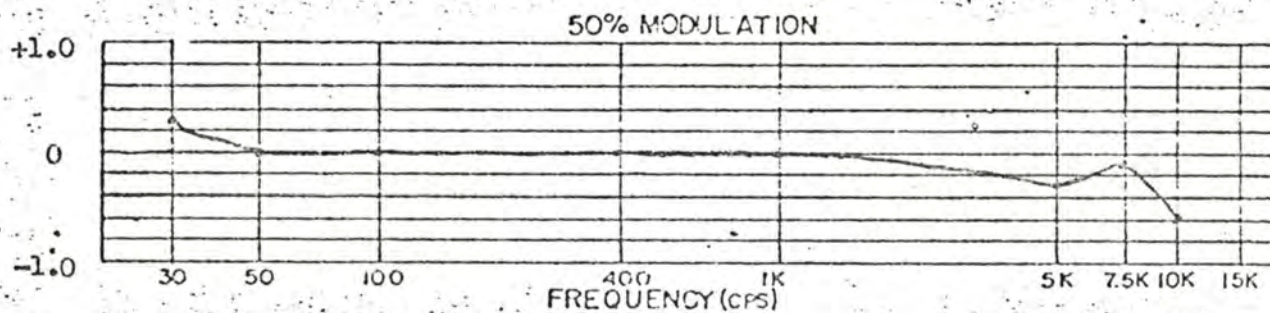 50% MODULATION
+1.0
0
-1.0
30 50 100 400 1K 5K 7.5K 10K 15K
FREQUENCY (CPS)